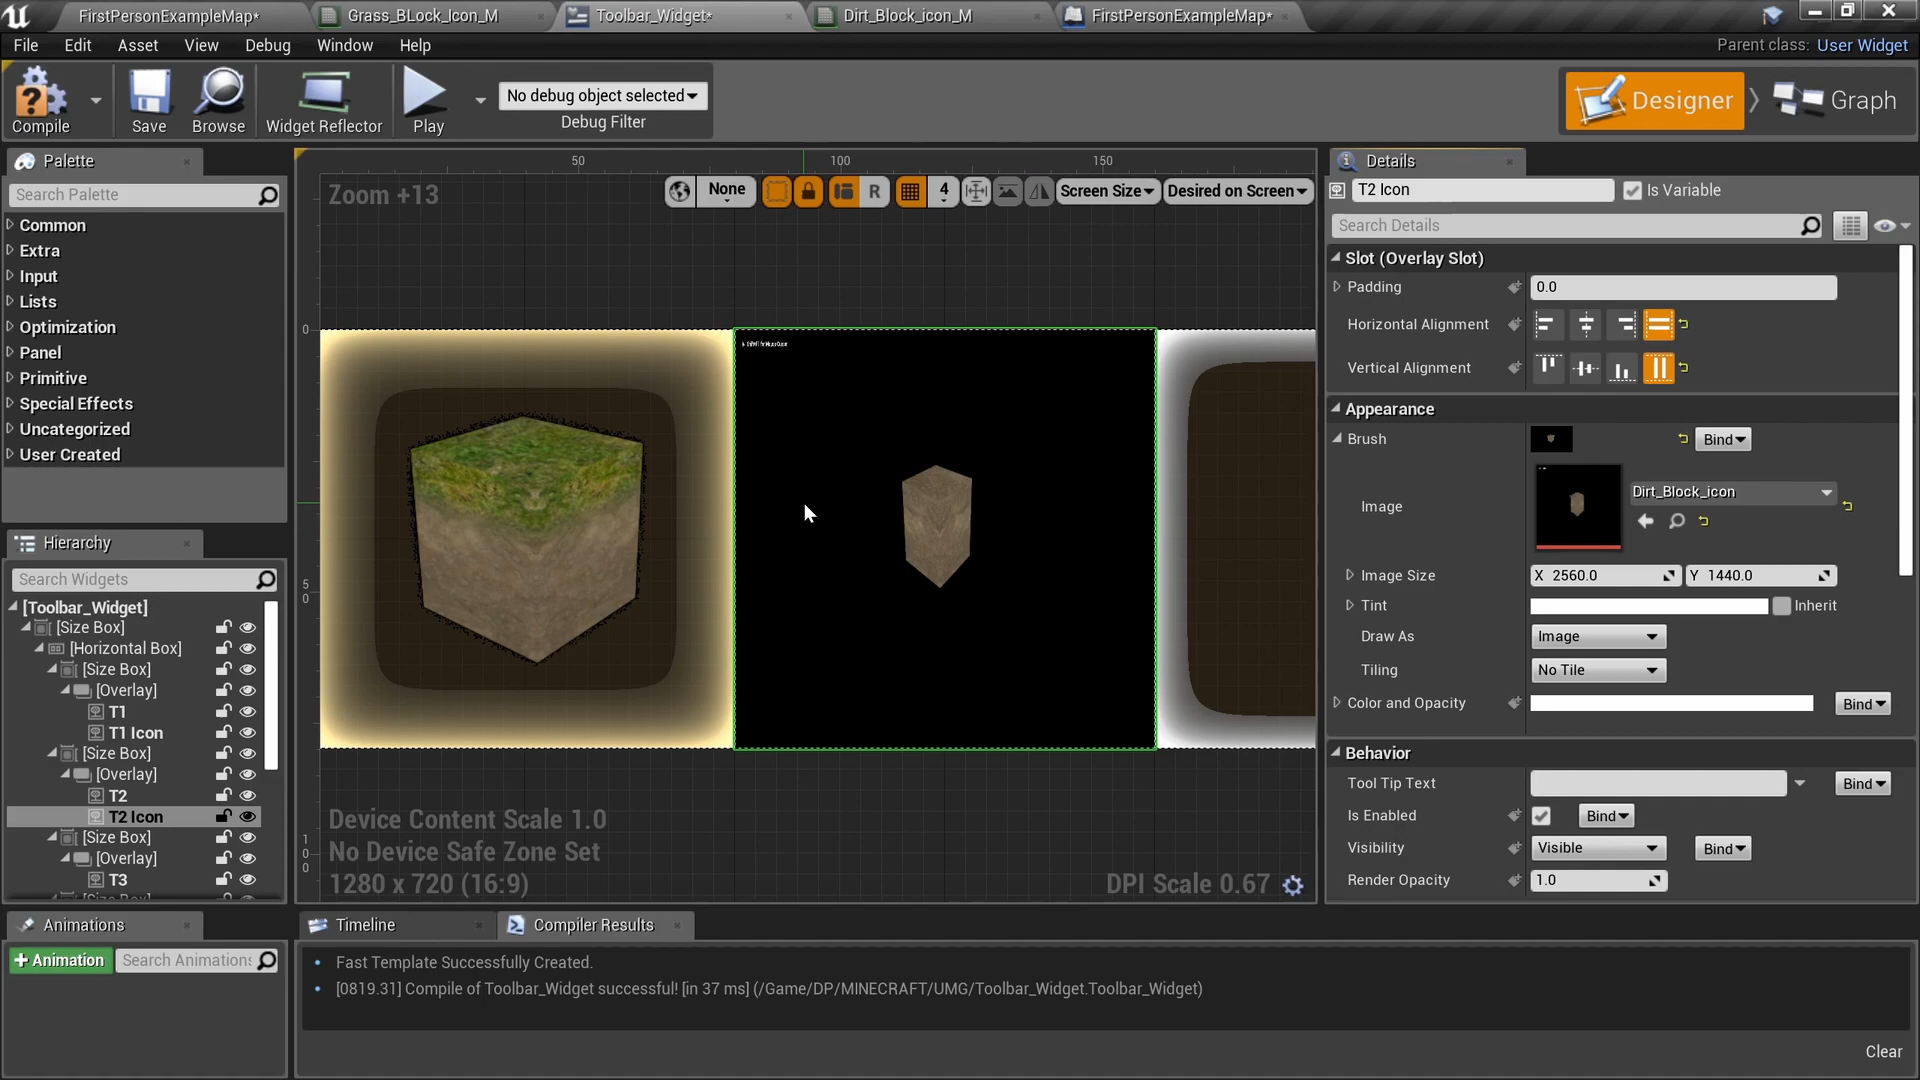 FirstPersonExampleMap*
Grass_BLock_Icon_M
Toolbar_Widget*
Dirt_Block_icon_M
FirstPersonExampleMap*
File Edit Asset View Debug Window Help
Parent class: User Widget
Compile
Save
Browse
Widget Reflector
Play
No debug object selected
Debug Filter
Designer
Graph
Palette
Search Palette
Common
Extra
Input
Lists
Optimization
Panel
Primitive
Special Effects
Uncategorized
User Created
Hierarchy
Search Widgets
[Toolbar_Widget]
[Size Box]
[Horizontal Box]
[Size Box]
[Overlay]
T1
T1 Icon
[Size Box]
[Overlay]
T2
T2 Icon
[Size Box]
[Overlay]
T3
Animations
+ Animation
Search Animations
50
100
150
Zoom +13
None
R
4
Screen Size
Desired on Screen
0
5
0
1
0
0
Device Content Scale 1.0
No Device Safe Zone Set
1280 x 720 (16:9)
DPI Scale 0.67
Timeline
Compiler Results
• Fast Template Successfully Created.
• [0819.31] Compile of Toolbar_Widget successful! [in 37 ms] (/Game/DP/MINECRAFT/UMG/Toolbar_Widget.Toolbar_Widget)
Clear
Details
T2 Icon
Is Variable
Search Details
Slot (Overlay Slot)
Padding
0.0
Horizontal Alignment
Vertical Alignment
Appearance
Brush
Bind
Image
Dirt_Block_icon
Image Size
X 2560.0
Y 1440.0
Tint
Inherit
Draw As
Image
Tiling
No Tile
Color and Opacity
Bind
Behavior
Tool Tip Text
Bind
Is Enabled
Bind
Visibility
Visible
Bind
Render Opacity
1.0